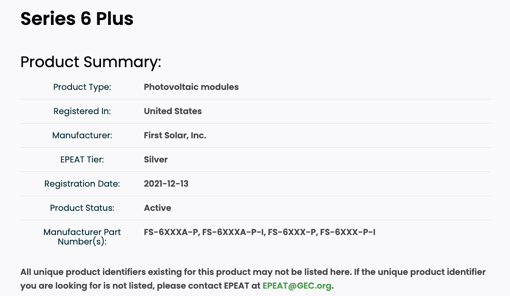 Series 6 Plus
Product Summary:
Product Type: Photovoltaic modules
Registered In: United States
Manufacturer: First Solar, Inc.
EPEAT Tier: Silver
Registration Date: 2021-12-13
Product Status: Active
Manufacturer Part FS-6XXXA-P, FS-6XXXA-P-I, FS-6XXX-P, FS-6XXX-P-I
Number(s):
All unique product identifiers existing for this product may not be listed here. If the unique product identifier
you are looking for is not listed, please contact EPEAT at EPEAT@GEC.org.